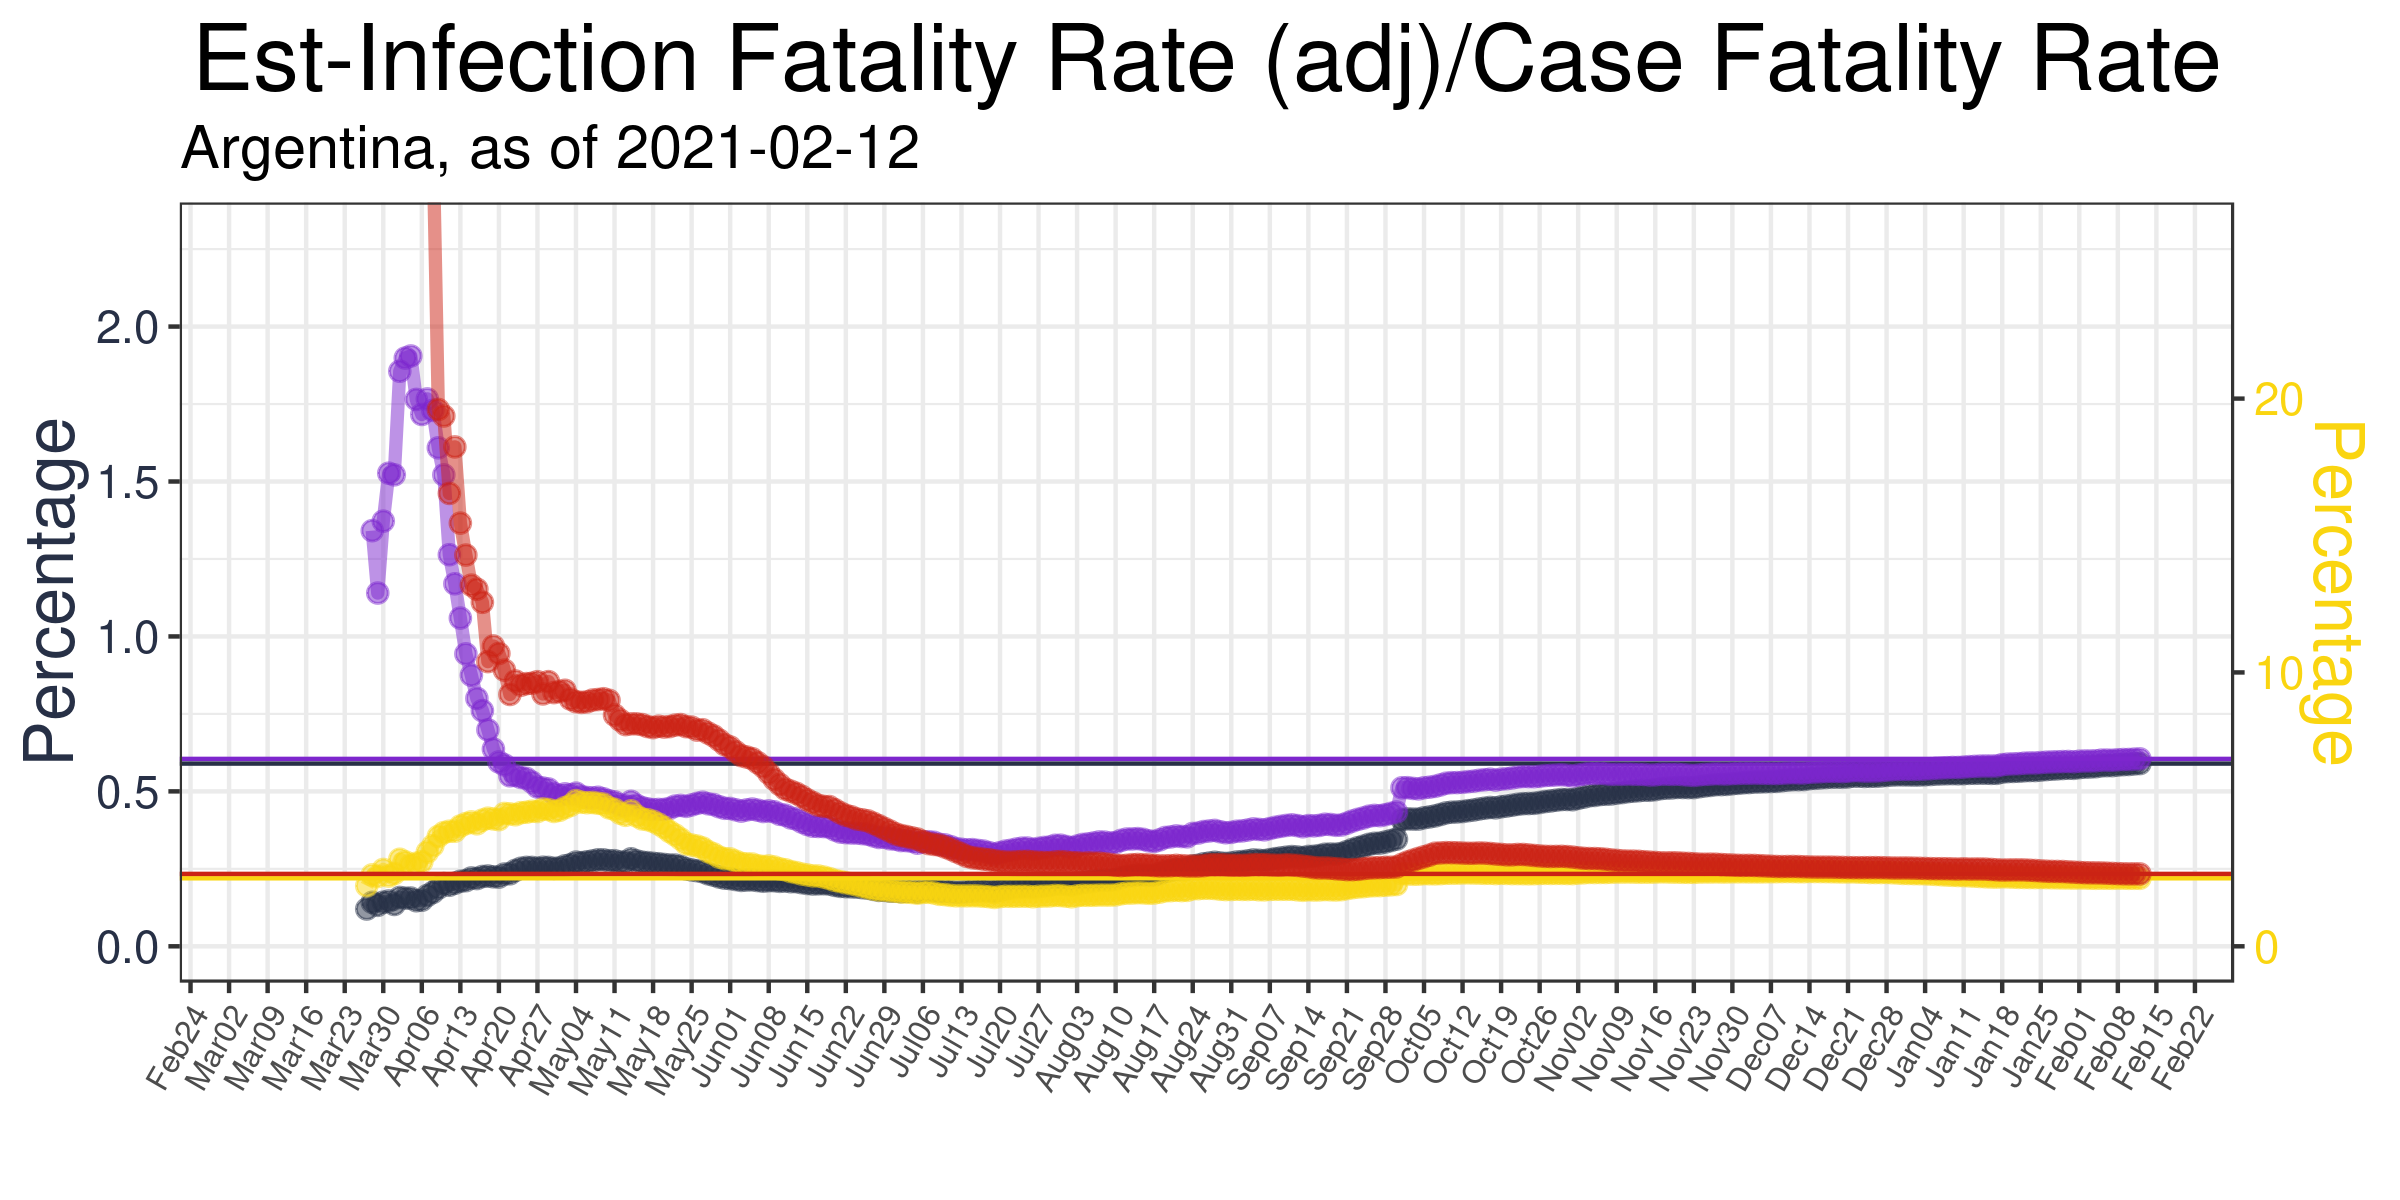 Est-Infection Fatality Rate (adj)/Case Fatality Rate
Argentina, as of 2021-02-12
Percentage
2.0
1.5
1.0
0.5
0.0
20
10
0
Percentage
Feb24
Mar02
Mar09
Mar16
Mar23
Mar30
Apr06
Apr13
Apr20
Apr27
May04
May11
May18
May25
Jun01
Jun08
Jun15
Jun22
Jun29
Jul06
Jul13
Jul20
Jul27
Aug03
Aug10
Aug17
Aug24
Aug31
Sep07
Sep14
Sep21
Sep28
Oct05
Oct12
Oct19
Oct26
Nov02
Nov09
Nov16
Nov23
Nov30
Dec07
Dec14
Dec21
Dec28
Jan04
Jan11
Jan18
Jan25
Feb01
Feb08
Feb15
Feb22